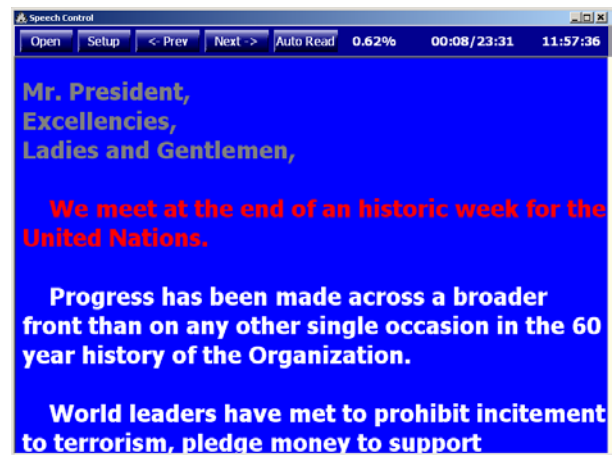 Speech Control
Open Setup <- Prev Next -> Auto Read 0.62% 00:08/23:31 11:57:36
Mr. President,
Excellencies,
Ladies and Gentlemen,
We meet at the end of an historic week for the
United Nations.
Progress has been made across a broader
front than on any other single occasion in the 60
year history of the Organization.
World leaders have met to prohibit incitement
to terrorism, pledge money to support